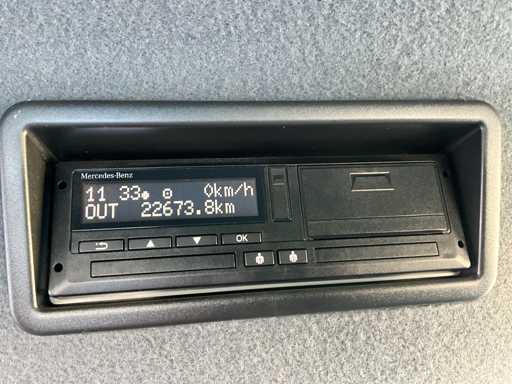 Mercedes-Benz
11 33 0km/h
OUT 22673.8km
OK